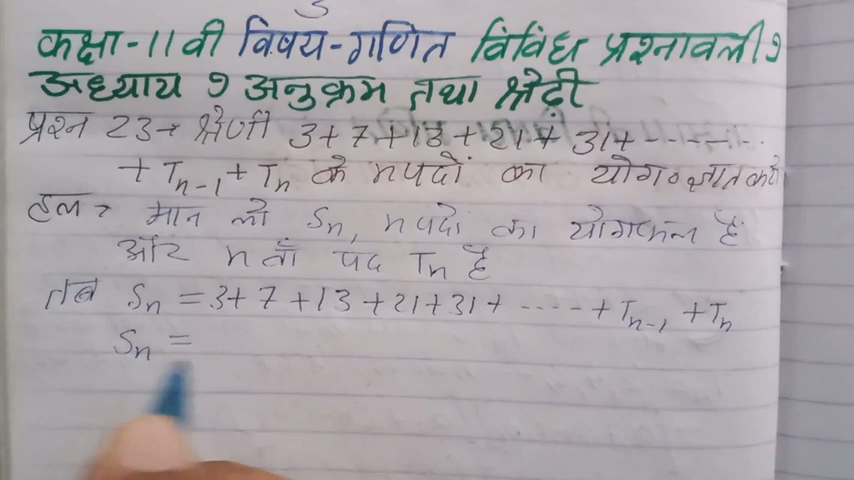 कक्षा-11वी विषय-गणित विविध प्रश्नावली 9
अध्याय 9 अनुक्रम तथा श्रेढ़ी
प्रश्न 23→ श्रेणी 3+7+13+21+31+-------
+Tn-1+Tn के n पदों का योग० ज्ञात करो
हल→ मान लो Sn, n पदो का योगफल है
और n वाँ पद Tn है
तब Sn = 3+7+13+21+31+-----+Tn-1+Tn
Sn =